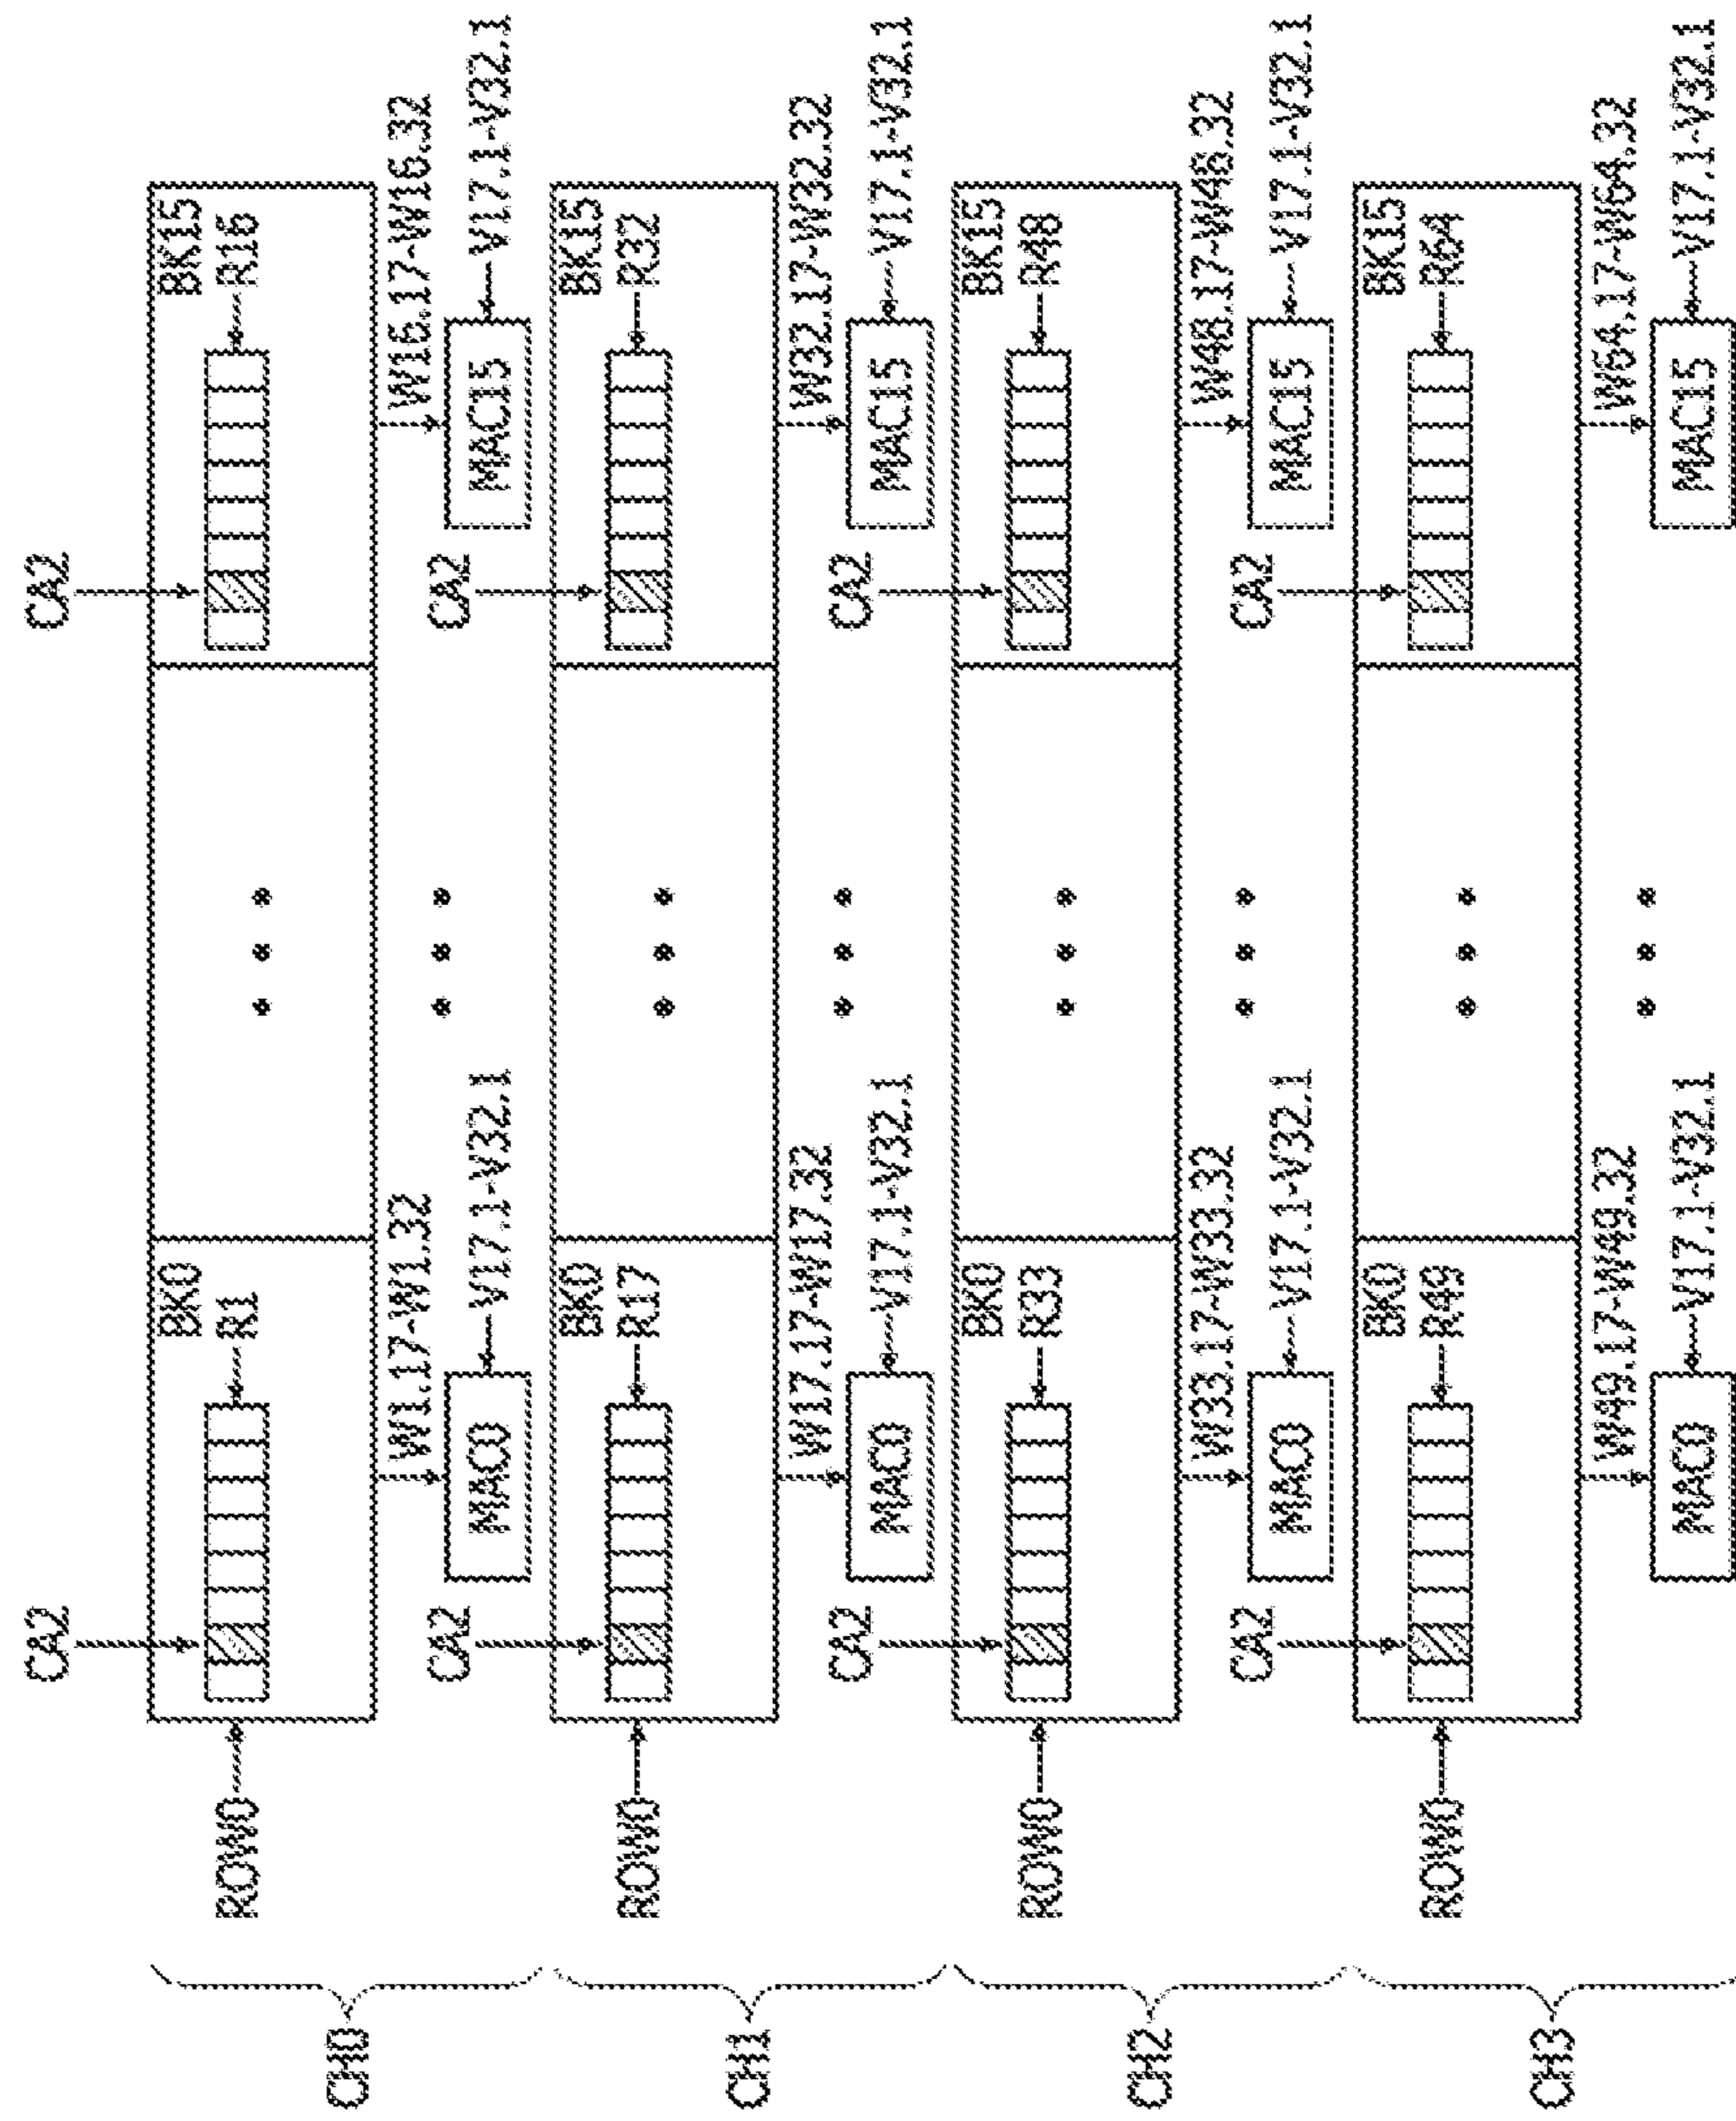 CA2 CA2
BK0 BK15
ROW0 R1 R16
W1.17-W1.32 W16.17-W16.32
CH0
MAC0 V17.1-V32.1 MAC15 V17.1-V32.1
CA2 CA2
BK0 BK15
ROW0 R17 R32
W17.17-W17.32 W32.17-W32.32
CH1
MAC0 V17.1-V32.1 MAC15 V17.1-V32.1
CA2 CA2
BK0 BK15
ROW0 R33 R48
W33.17-W33.32 W48.17-W48.32
CH2
MAC0 V17.1-V32.1 MAC15 V17.1-V32.1
CA2 CA2
BK0 BK15
ROW0 R49 R64
W49.17-W49.32 W64.17-W64.32
CH3
MAC0 V17.1-V32.1 MAC15 V17.1-V32.1